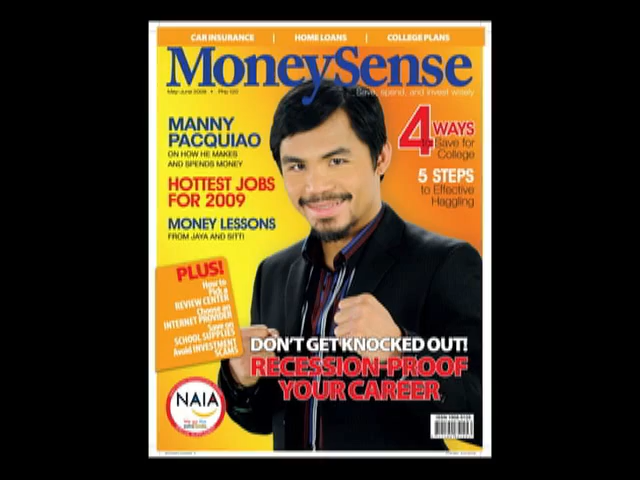 CAR INSURANCE | HOME LOANS | COLLEGE PLANS
MoneySense
May-June 2009 • Php 120
Save, spend, and invest wisely
MANNY
PACQUIAO
ON HOW HE MAKES
AND SPENDS MONEY
HOTTEST JOBS
FOR 2009
MONEY LESSONS
FROM JAYA AND SITTI
4 WAYS
to Save for
College
5 STEPS
to Effective
Haggling
PLUS!
How to
Pick a
REVIEW CENTER
Choose an
INTERNET PROVIDER
Save on
SCHOOL SUPPLIES
Avoid INVESTMENT
SCAMS
DON'T GET KNOCKED OUT!
RECESSION-PROOF
YOUR CAREER
NAIA